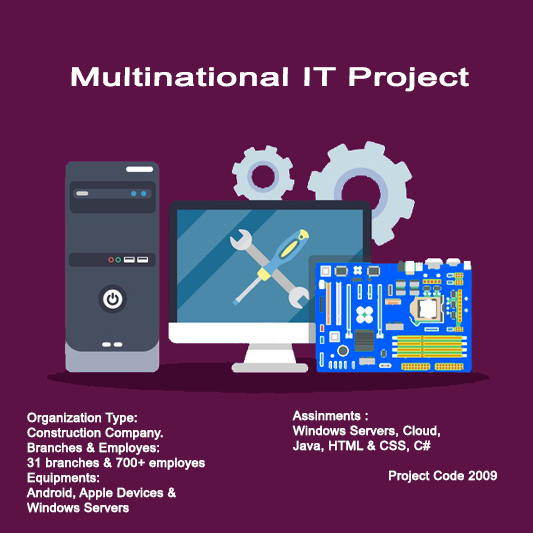 Multinational IT Project
Organization Type:
Construction Company.
Branches & Employes:
31 branches & 700+ employes
Equipments:
Android, Apple Devices &
Windows Servers
Assinments :
Windows Servers, Cloud,
Java, HTML & CSS, C#
Project Code 2009